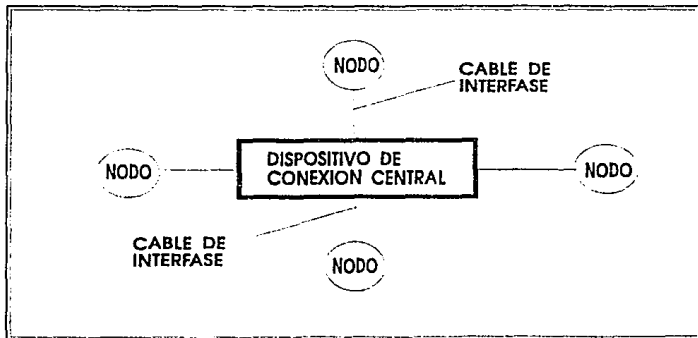 NODO
CABLE DE
INTERFASE
NODO
DISPOSITIVO DE
CONEXION CENTRAL
NODO
CABLE DE
INTERFASE
NODO